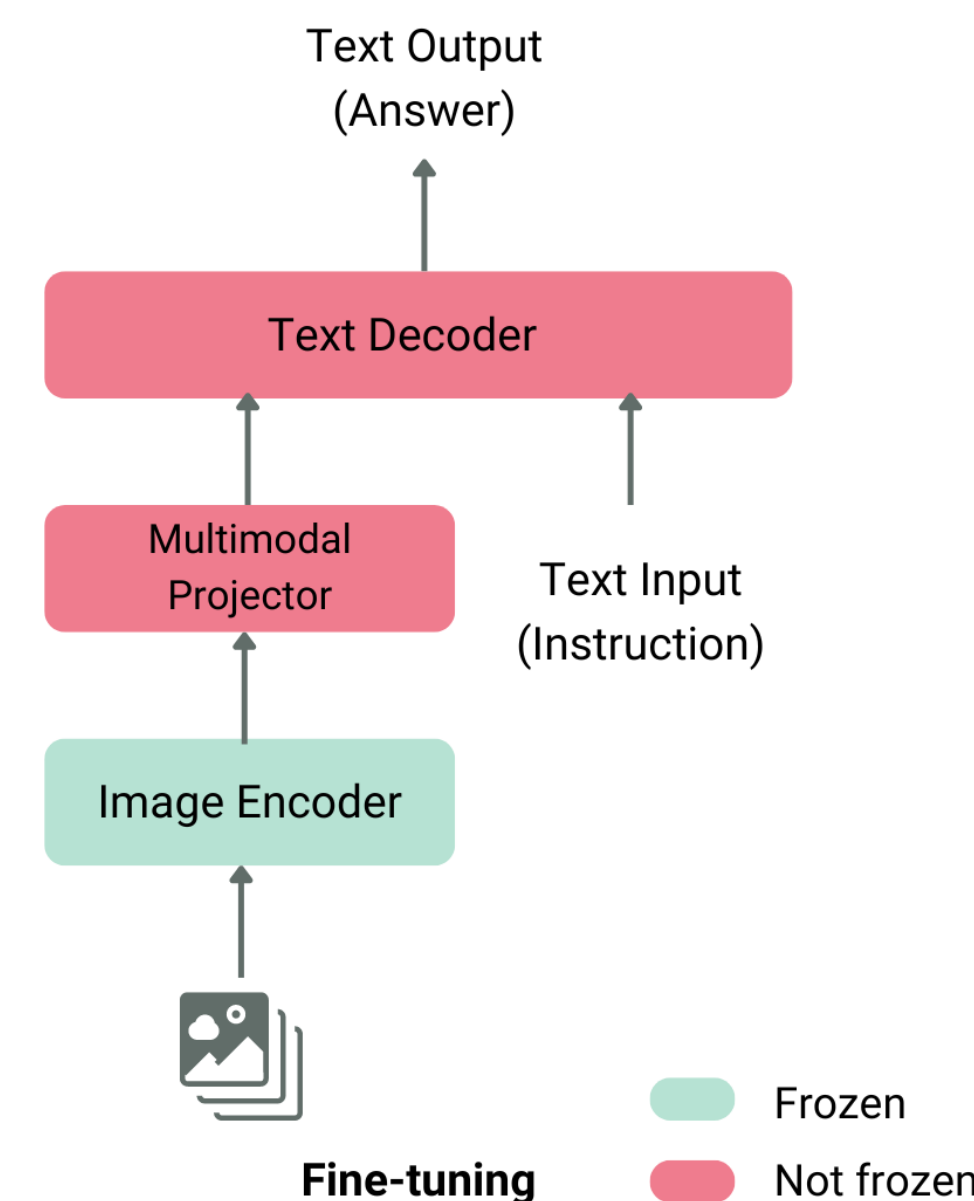 Text Output
(Answer)
Text Decoder
Multimodal
Projector
Text Input
(Instruction)
Image Encoder
Frozen
Fine-tuning
Not frozen